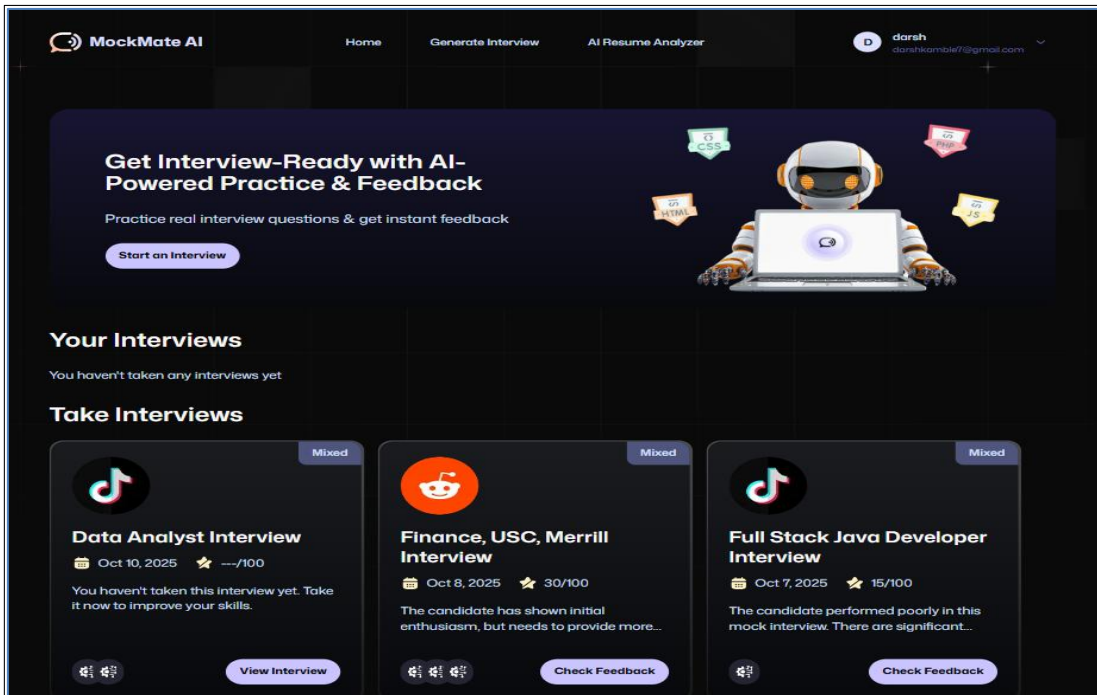 MockMate AI
Home
Generate Interview
AI Resume Analyzer
D
darsh
darshkamble7@gmail.com
Get Interview-Ready with AI-
Powered Practice & Feedback
Practice real interview questions & get instant feedback
Start an Interview
CSS
PHP
HTML
JS
Your Interviews
You haven't taken any interviews yet
Take Interviews
Mixed
Data Analyst Interview
Oct 10, 2025 ---/100
You haven't taken this interview yet. Take
it now to improve your skills.
View Interview
Mixed
Finance, USC, Merrill
Interview
Oct 8, 2025 30/100
The candidate has shown initial
enthusiasm, but needs to provide more...
Check Feedback
Mixed
Full Stack Java Developer
Interview
Oct 7, 2025 15/100
The candidate performed poorly in this
mock interview. There are significant...
Check Feedback